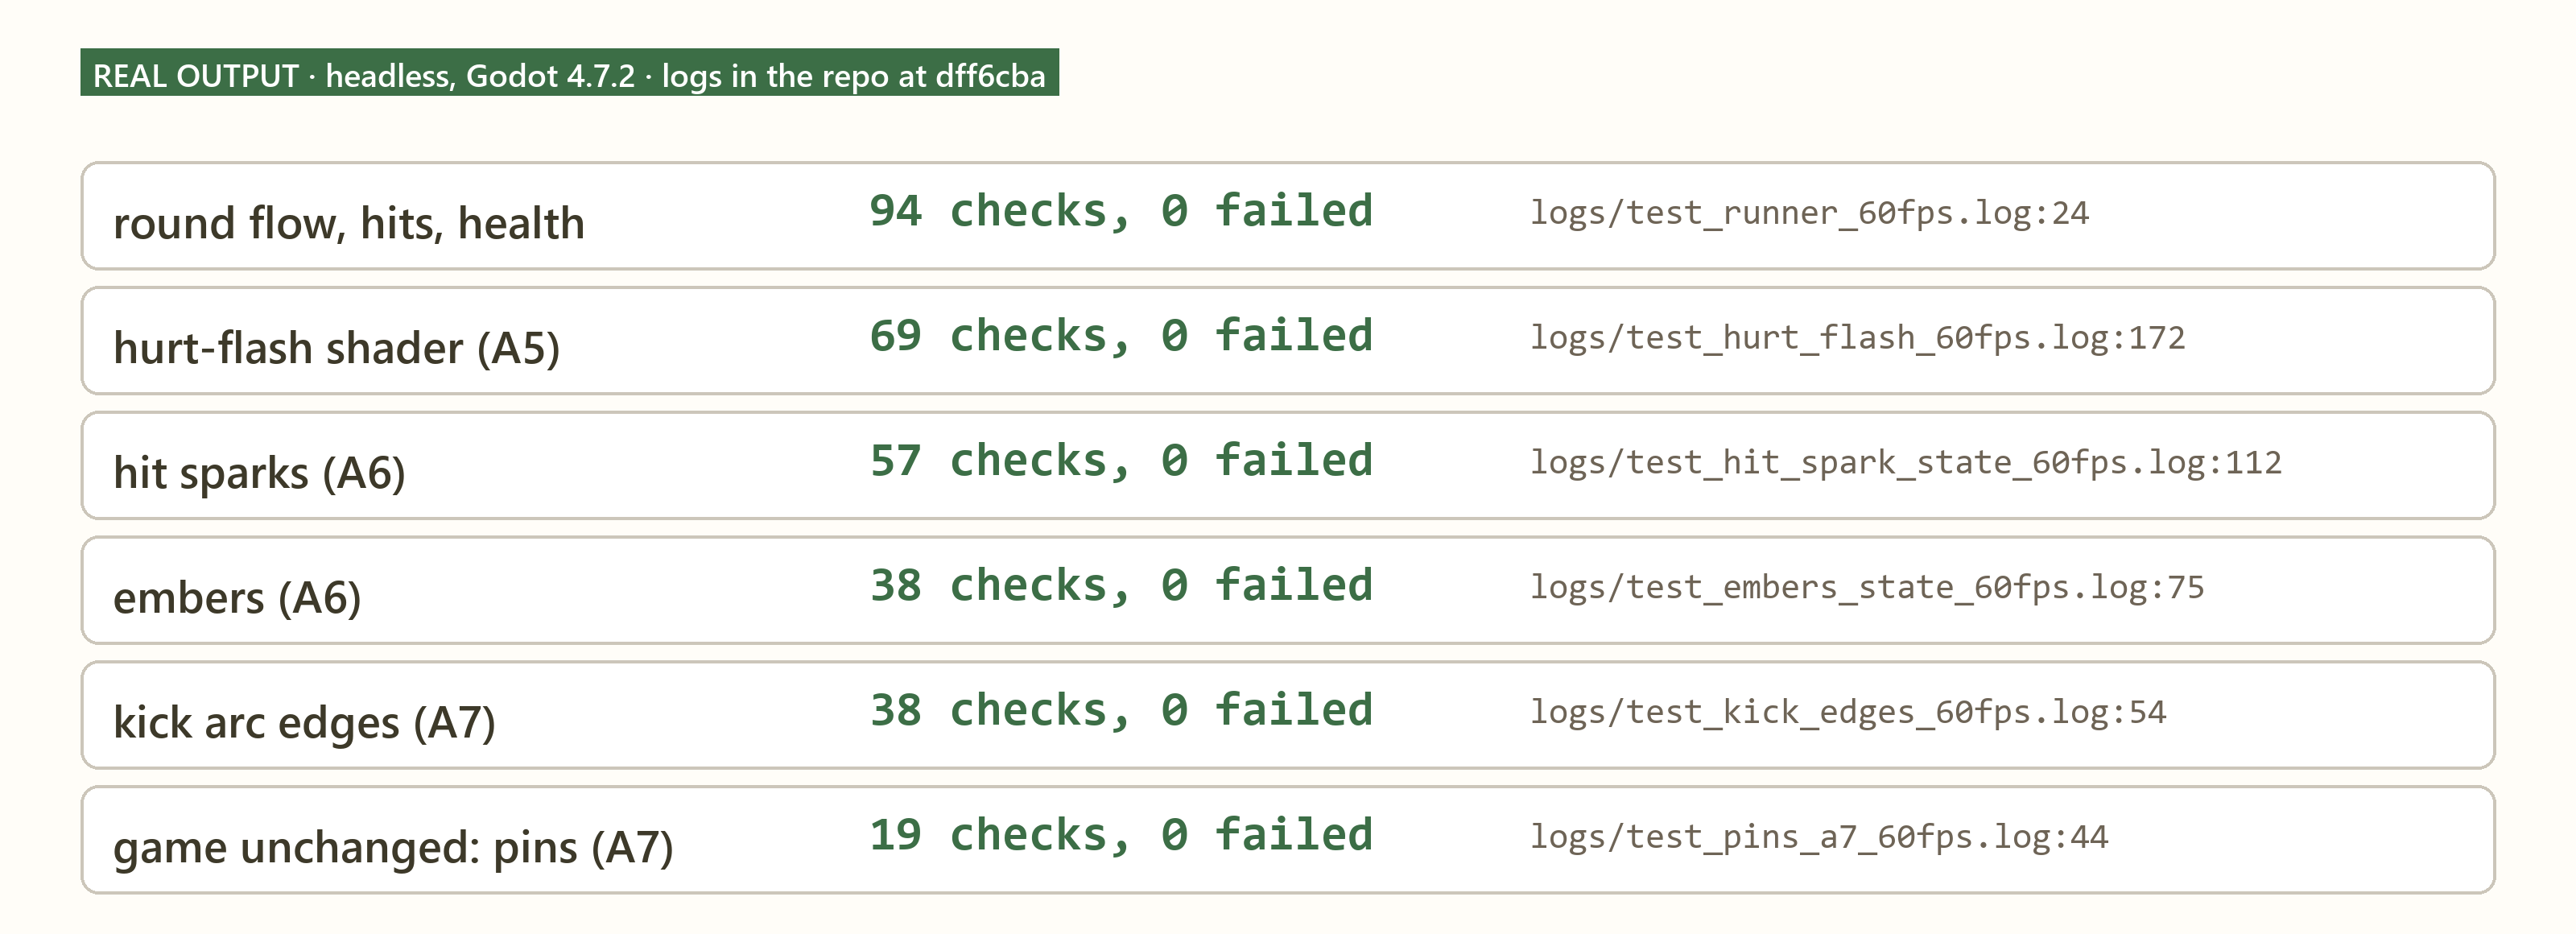 REAL OUTPUT · headless, Godot 4.7.2 · logs in the repo at dff6cba
round flow, hits, health 94 checks, 0 failed logs/test_runner_60fps.log:24
hurt-flash shader (A5) 69 checks, 0 failed logs/test_hurt_flash_60fps.log:172
hit sparks (A6) 57 checks, 0 failed logs/test_hit_spark_state_60fps.log:112
embers (A6) 38 checks, 0 failed logs/test_embers_state_60fps.log:75
kick arc edges (A7) 38 checks, 0 failed logs/test_kick_edges_60fps.log:54
game unchanged: pins (A7) 19 checks, 0 failed logs/test_pins_a7_60fps.log:44